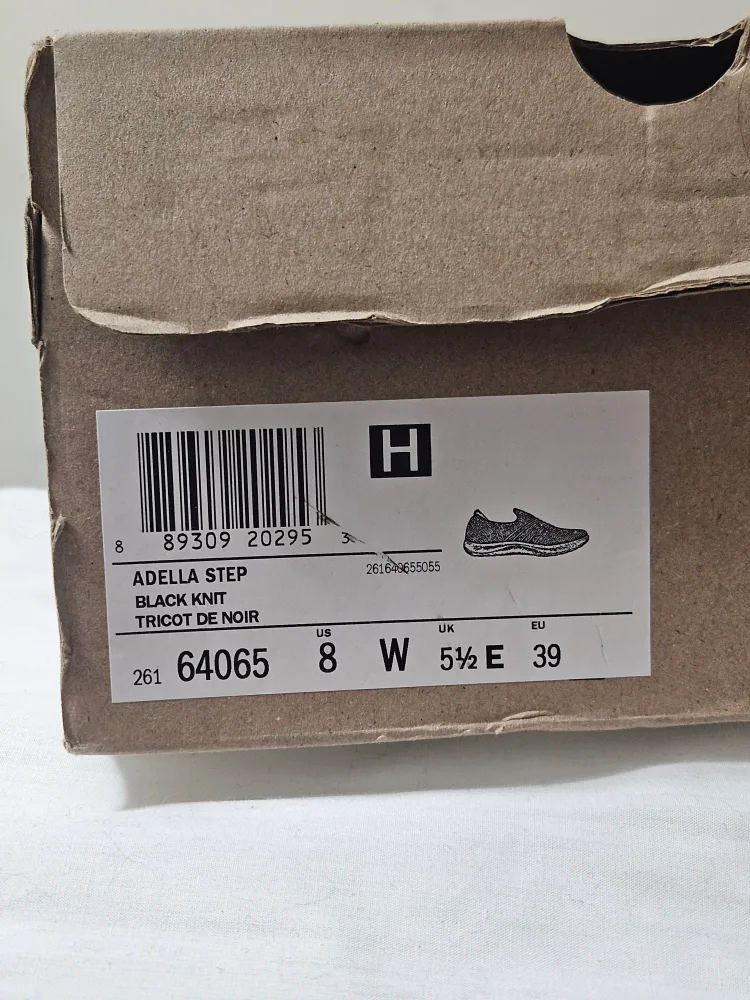 H
8 89309 20295 3
261640655055
ADELLA STEP
BLACK KNIT
TRICOT DE NOIR
US UK EU
261 64065 8 W 5½ E 39